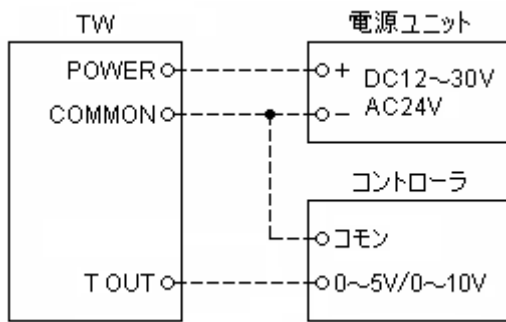 TW
電源ユニット
POWER
+
DC12～30V
COMMON
−
AC24V
コントローラ
コモン
T OUT
0～5V/0～10V